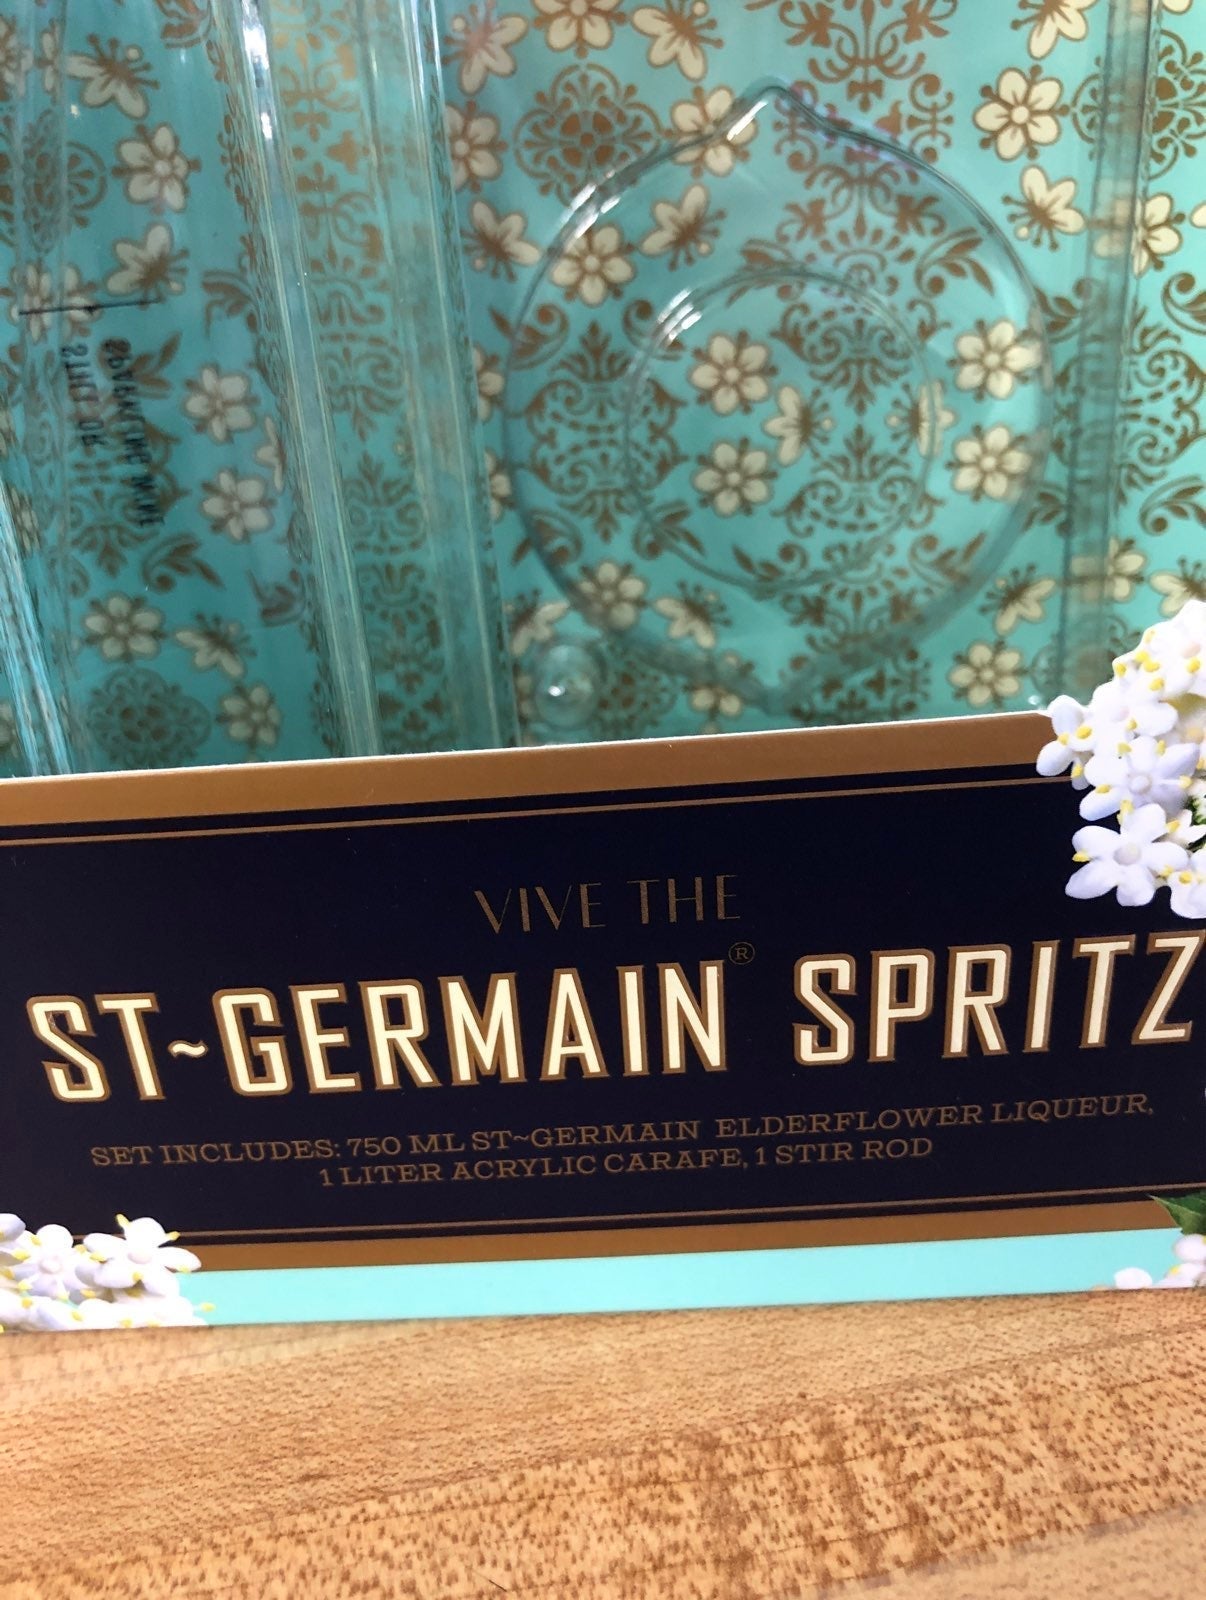 VIVE THE
ST~GERMAIN® SPRITZ
SET INCLUDES: 750 ML ST~GERMAIN ELDERFLOWER LIQUEUR,
1 LITER ACRYLIC CARAFE, 1 STIR ROD